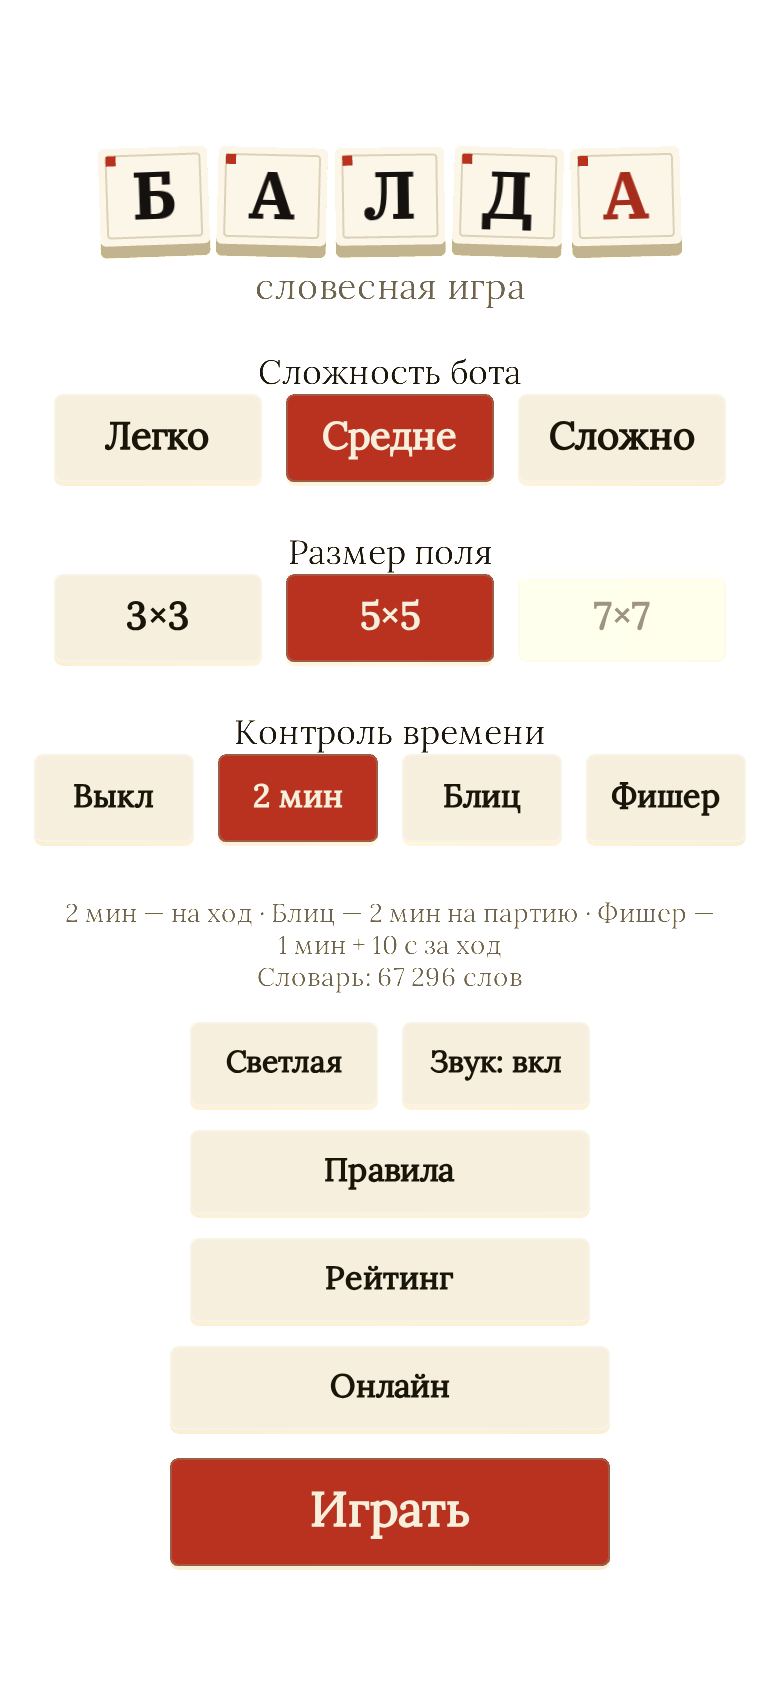 БАЛДА
словесная игра
Сложность бота
Легко Средне Сложно
Размер поля
3×3 5×5 7×7
Контроль времени
Выкл 2 мин Блиц Фишер
2 мин — на ход · Блиц — 2 мин на партию · Фишер —
1 мин + 10 с за ход
Словарь: 67 296 слов
Светлая Звук: вкл
Правила
Рейтинг
Онлайн
Играть